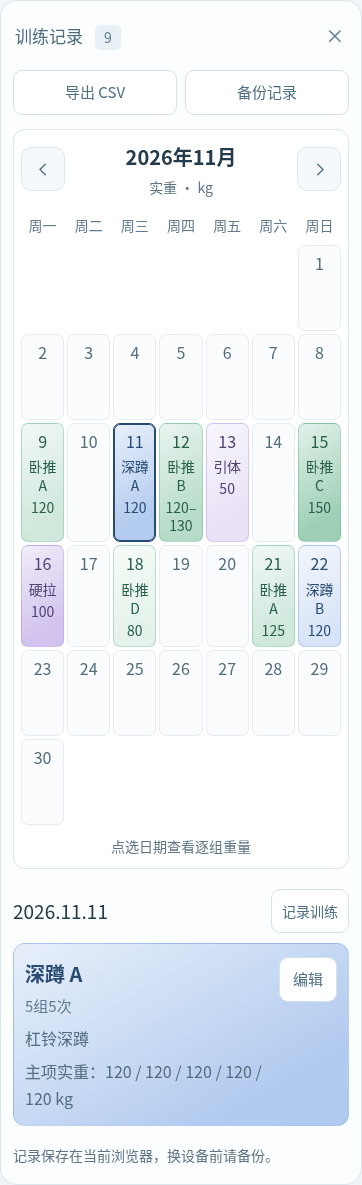 训练记录 9
导出 CSV 备份记录
2026年11月
实重 · kg
周一 周二 周三 周四 周五 周六 周日
1
2 3 4 5 6 7 8
9 10 11 12 13 14 15
卧推 深蹲 卧推 引体 卧推
A A B 50 C
120 120 120–130 150
16 17 18 19 20 21 22
硬拉 卧推 卧推 深蹲
100 D A B
80 125 120
23 24 25 26 27 28 29
30
点选日期查看逐组重量
2026.11.11 记录训练
深蹲 A 编辑
5组5次
杠铃深蹲
主项实重：120 / 120 / 120 / 120 /
120 kg
记录保存在当前浏览器，换设备前请备份。